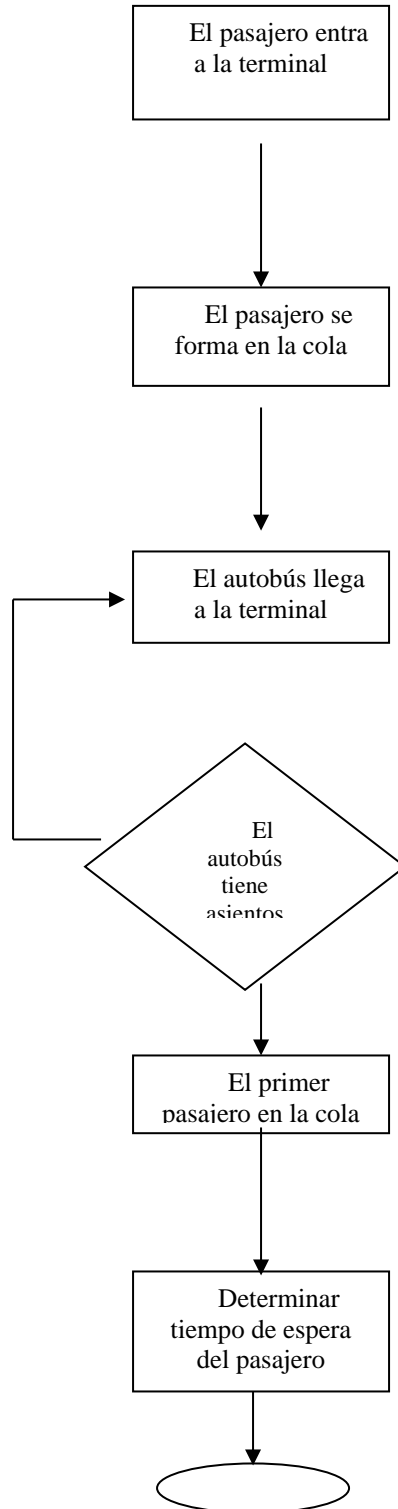 El pasajero entra
a la terminal
El pasajero se
forma en la cola
El autobús llega
a la terminal
El
autobús
tiene
asientos
El primer
pasajero en la cola
Determinar
tiempo de espera
del pasajero